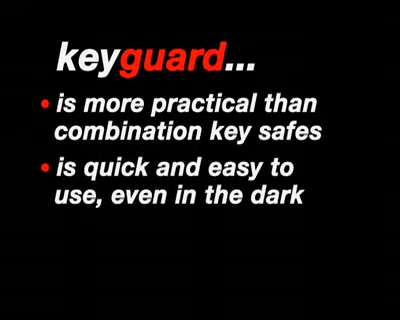 keyguard...
• is more practical than
combination key safes
• is quick and easy to
use, even in the dark